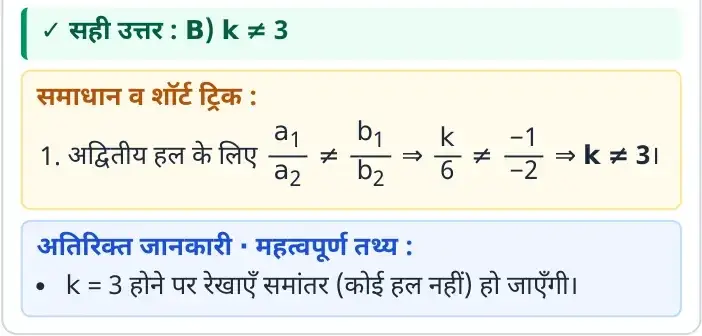 ✓ सही उत्तर : B) k ≠ 3
समाधान व शॉर्ट ट्रिक :
1. अद्वितीय हल के लिए a₁/a₂ ≠ b₁/b₂ ⇒ k/6 ≠ −1/−2 ⇒ k ≠ 3।
अतिरिक्त जानकारी · महत्वपूर्ण तथ्य :
• k = 3 होने पर रेखाएँ समांतर (कोई हल नहीं) हो जाएँगी।